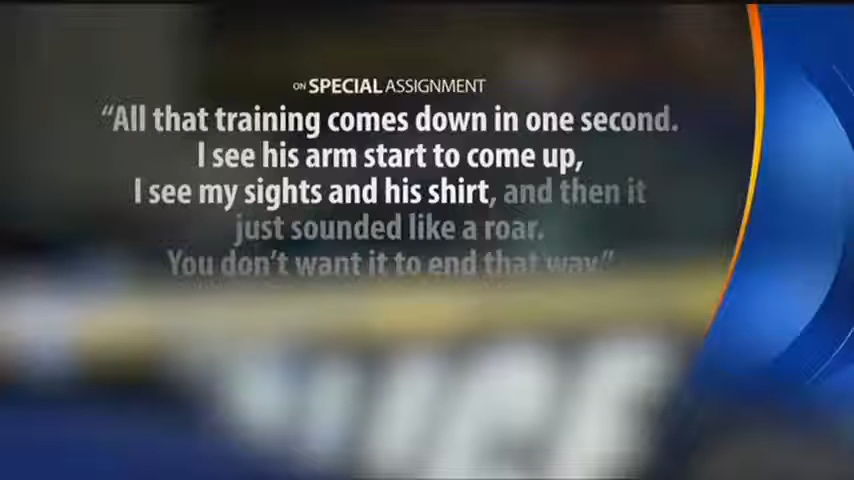 ON SPECIAL ASSIGNMENT
“All that training comes down in one second.
I see his arm start to come up,
I see my sights and his shirt, and then it
just sounded like a roar.
You don’t want it to end that way.”